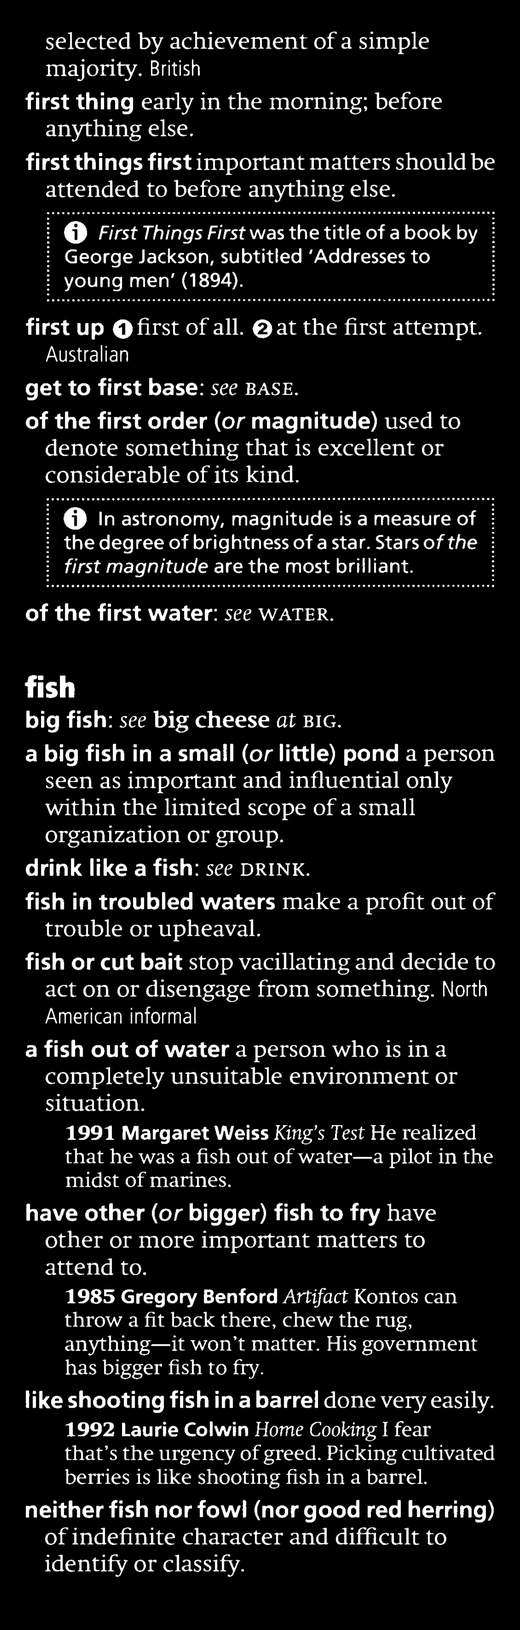 selected by achievement of a simple
majority. British
first thing early in the morning; before
anything else.
first things first important matters should be
attended to before anything else.
ⓘ First Things First was the title of a book by
George Jackson, subtitled ‘Addresses to
young men’ (1894).
first up ❶ first of all. ❷ at the first attempt.
Australian
get to first base: see BASE.
of the first order (or magnitude) used to
denote something that is excellent or
considerable of its kind.
ⓘ In astronomy, magnitude is a measure of
the degree of brightness of a star. Stars of the
first magnitude are the most brilliant.
of the first water: see WATER.
fish
big fish: see big cheese at BIG.
a big fish in a small (or little) pond a person
seen as important and influential only
within the limited scope of a small
organization or group.
drink like a fish: see DRINK.
fish in troubled waters make a profit out of
trouble or upheaval.
fish or cut bait stop vacillating and decide to
act on or disengage from something. North
American informal
a fish out of water a person who is in a
completely unsuitable environment or
situation.
1991 Margaret Weiss King’s Test He realized
that he was a fish out of water—a pilot in the
midst of marines.
have other (or bigger) fish to fry have
other or more important matters to
attend to.
1985 Gregory Benford Artifact Kontos can
throw a fit back there, chew the rug,
anything—it won’t matter. His government
has bigger fish to fry.
like shooting fish in a barrel done very easily.
1992 Laurie Colwin Home Cooking I fear
that’s the urgency of greed. Picking cultivated
berries is like shooting fish in a barrel.
neither fish nor fowl (nor good red herring)
of indefinite character and difficult to
identify or classify.